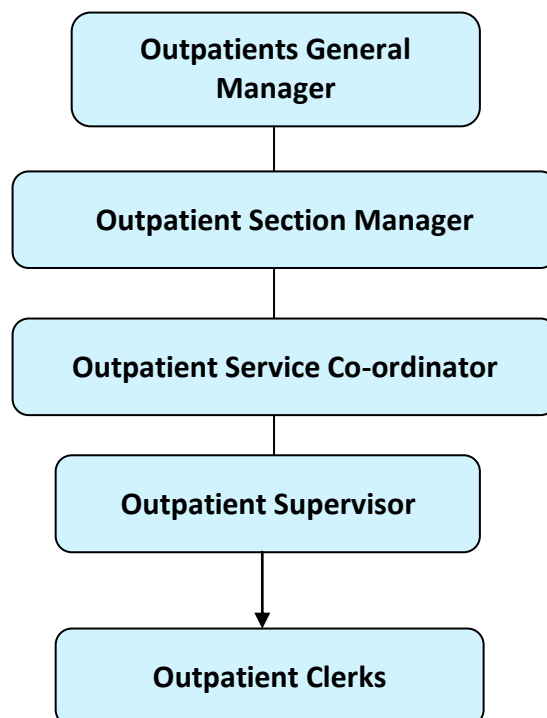 Outpatients General
Manager
Outpatient Section Manager
Outpatient Service Co-ordinator
Outpatient Supervisor
Outpatient Clerks